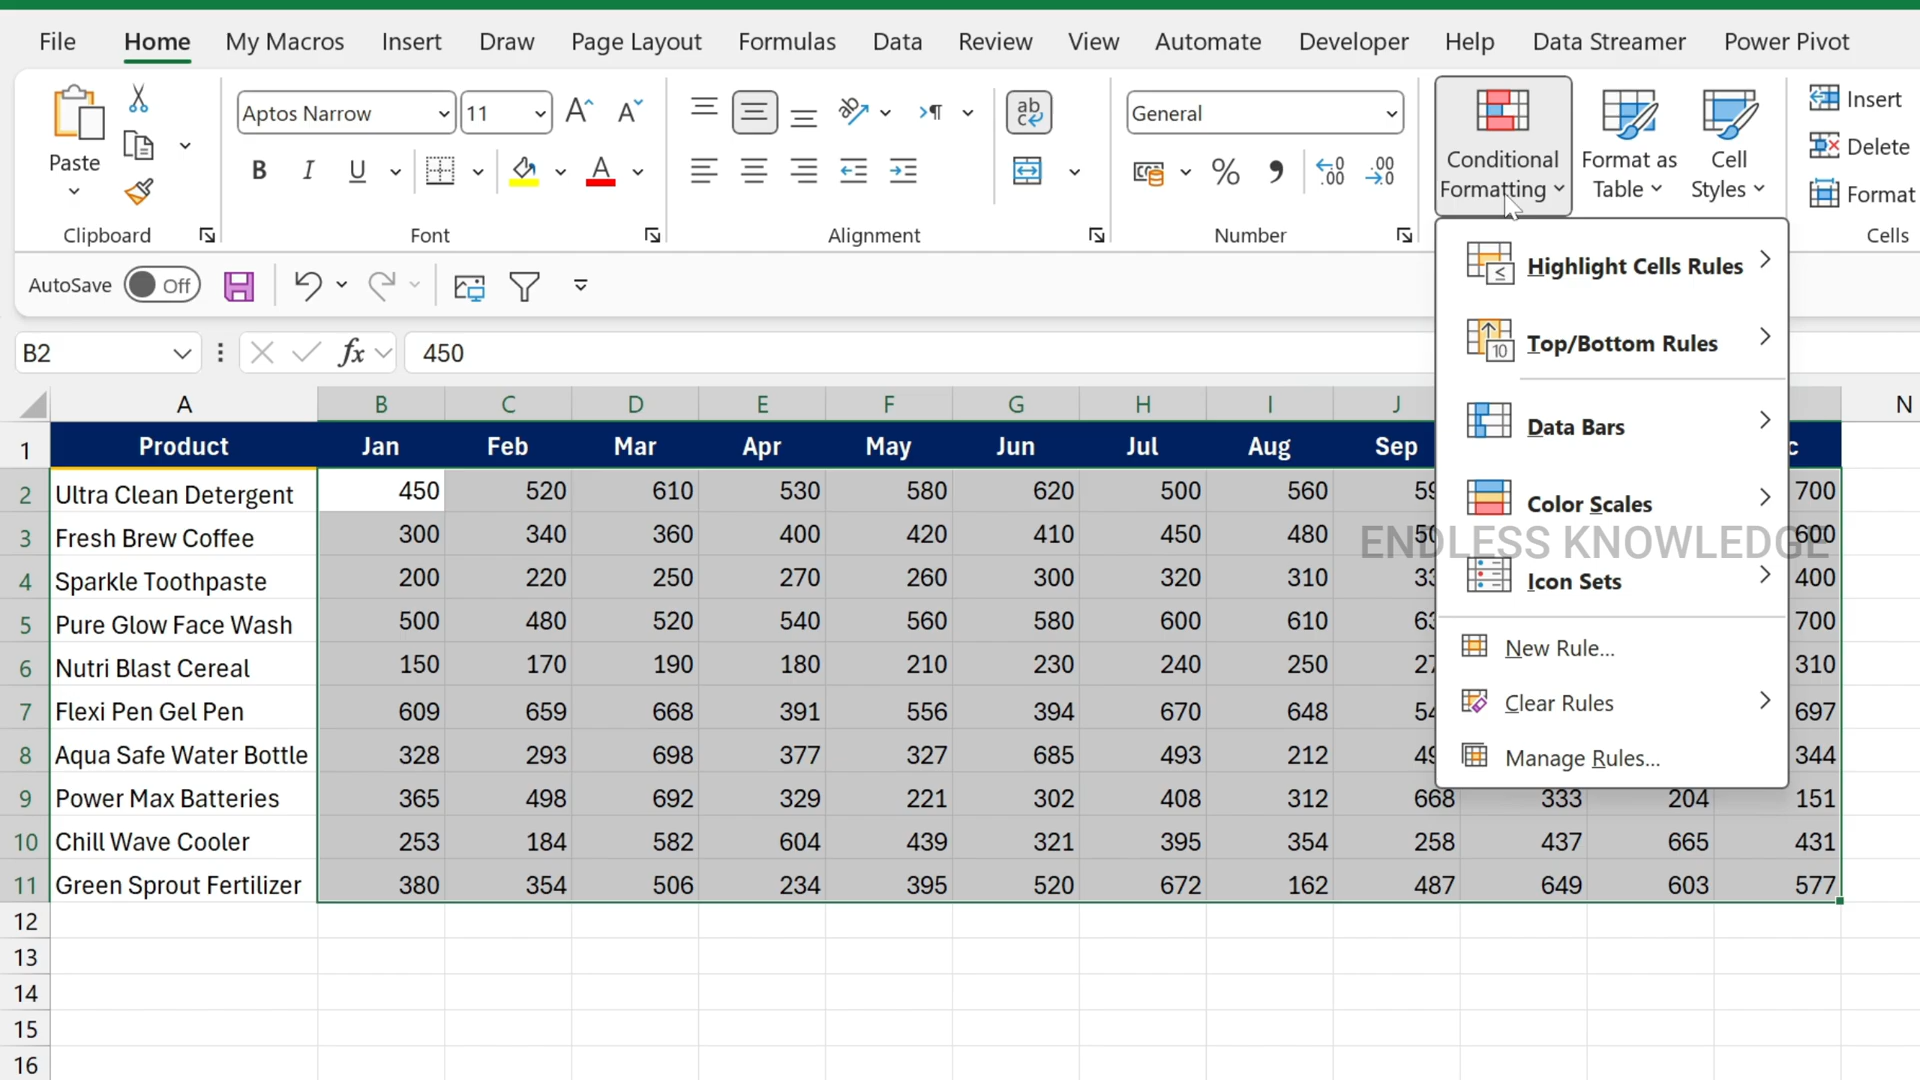 File Home My Macros Insert Draw Page Layout Formulas Data Review View Automate Developer Help Data Streamer Power Pivot
Paste
Clipboard
Aptos Narrow 11
B I U
Font
Alignment
General
Number
Conditional
Formatting
Format as
Table
Cell
Styles
Insert
Delete
Format
Cells
AutoSave Off
B2 fx 450
Highlight Cells Rules
Top/Bottom Rules
Data Bars
Color Scales
Icon Sets
New Rule...
Clear Rules
Manage Rules...
ENDLESS KNOWLEDGE
A B C D E F G H I J N
1 Product Jan Feb Mar Apr May Jun Jul Aug Sep c
2 Ultra Clean Detergent 450 520 610 530 580 620 500 560 700
3 Fresh Brew Coffee 300 340 360 400 420 410 450 480 600
4 Sparkle Toothpaste 200 220 250 270 260 300 320 310 400
5 Pure Glow Face Wash 500 480 520 540 560 580 600 610 700
6 Nutri Blast Cereal 150 170 190 180 210 230 240 250 310
7 Flexi Pen Gel Pen 609 659 668 391 556 394 670 648 697
8 Aqua Safe Water Bottle 328 293 698 377 327 685 493 212 344
9 Power Max Batteries 365 498 692 329 221 302 408 312 668 333 204 151
10 Chill Wave Cooler 253 184 582 604 439 321 395 354 258 437 665 431
11 Green Sprout Fertilizer 380 354 506 234 395 520 672 162 487 649 603 577
12
13
14
15
16